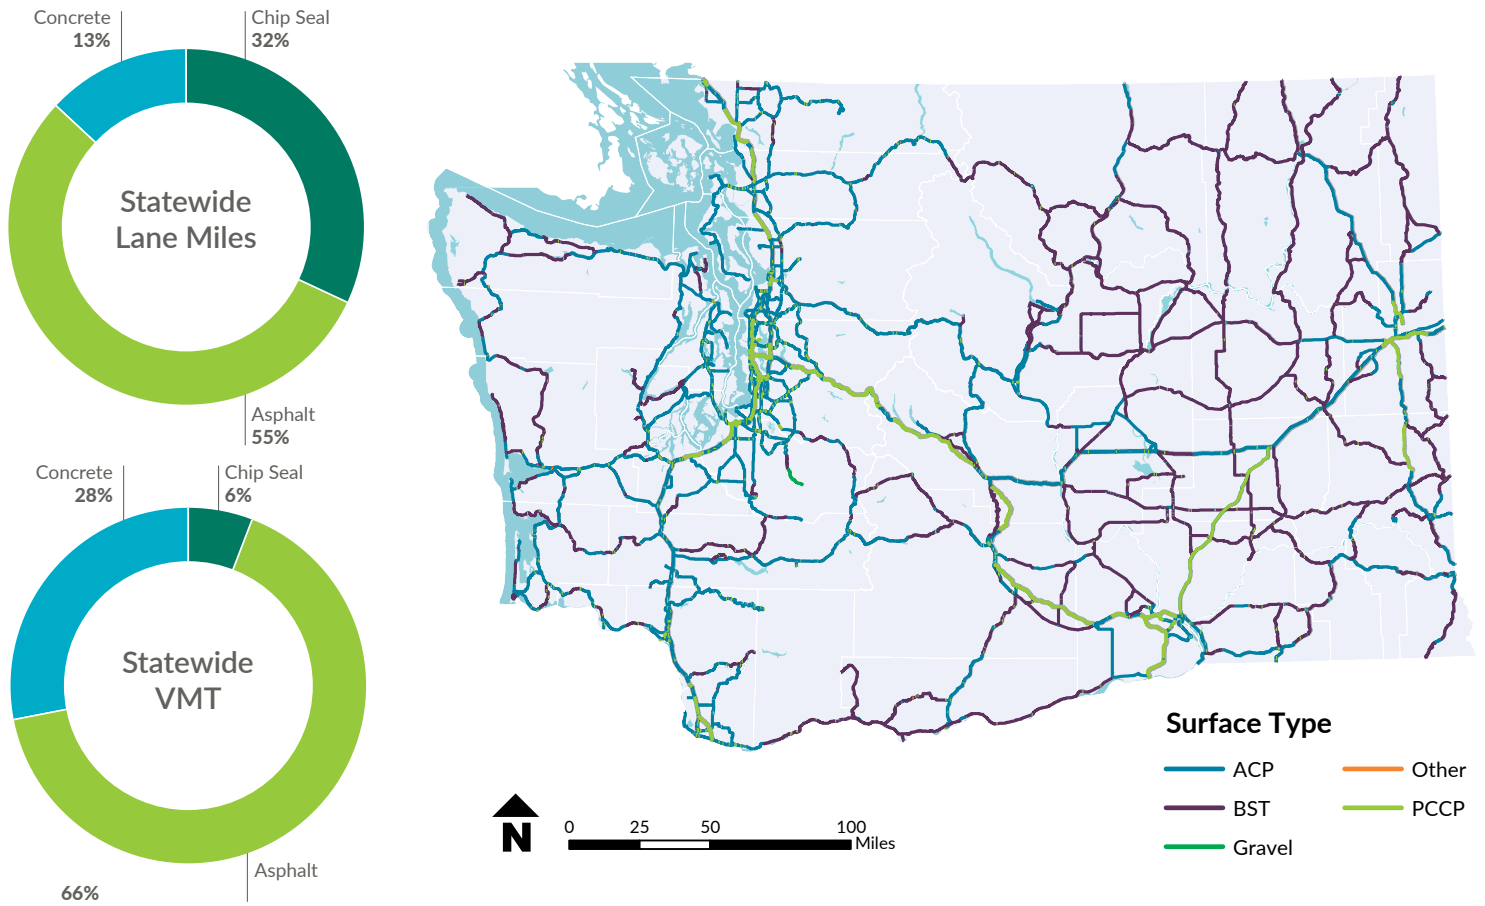 Concrete
13%
Chip Seal
32%
Statewide
Lane Miles
Asphalt
55%
Concrete
28%
Chip Seal
6%
Statewide
VMT
Asphalt
66%
N
0 25 50 100
Miles
Surface Type
ACP
BST
Gravel
Other
PCCP